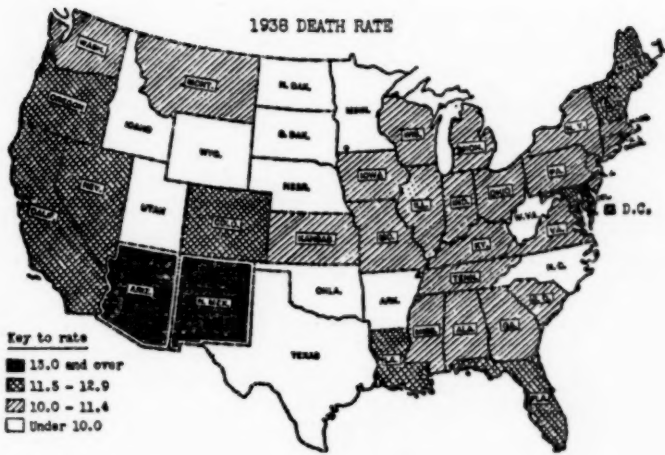 1938 DEATH RATE
WASH.
MONT.
N. DAK.
MINN.
OREGON
IDAHO
S. DAK.
WIS.
MICH.
N.Y.
WYO.
IOWA
PA.
NEV.
NEBR.
ILL.
IND.
OHIO
UTAH
W.VA.
D.C.
CALIF.
COLO.
KANSAS
MO.
KY.
VA.
TENN.
N.C.
ARIZ.
N. MEX.
OKLA.
ARK.
S.C.
MISS.
ALA.
GA.
TEXAS
LA.
FLA.
Key to rate
13.0 and over
11.5 - 12.9
10.0 - 11.4
Under 10.0